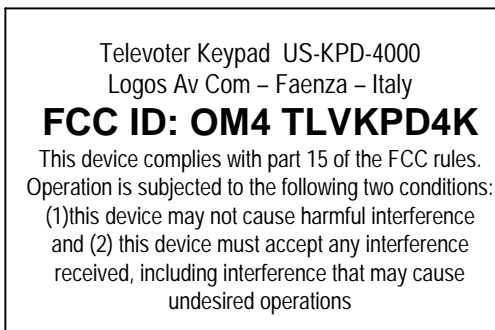 Televoter Keypad US-KPD-4000
Logos Av Com – Faenza – Italy
FCC ID: OM4 TLVKPD4K
This device complies with part 15 of the FCC rules.
Operation is subjected to the following two conditions:
(1)this device may not cause harmful interference
and (2) this device must accept any interference
received, including interference that may cause
undesired operations